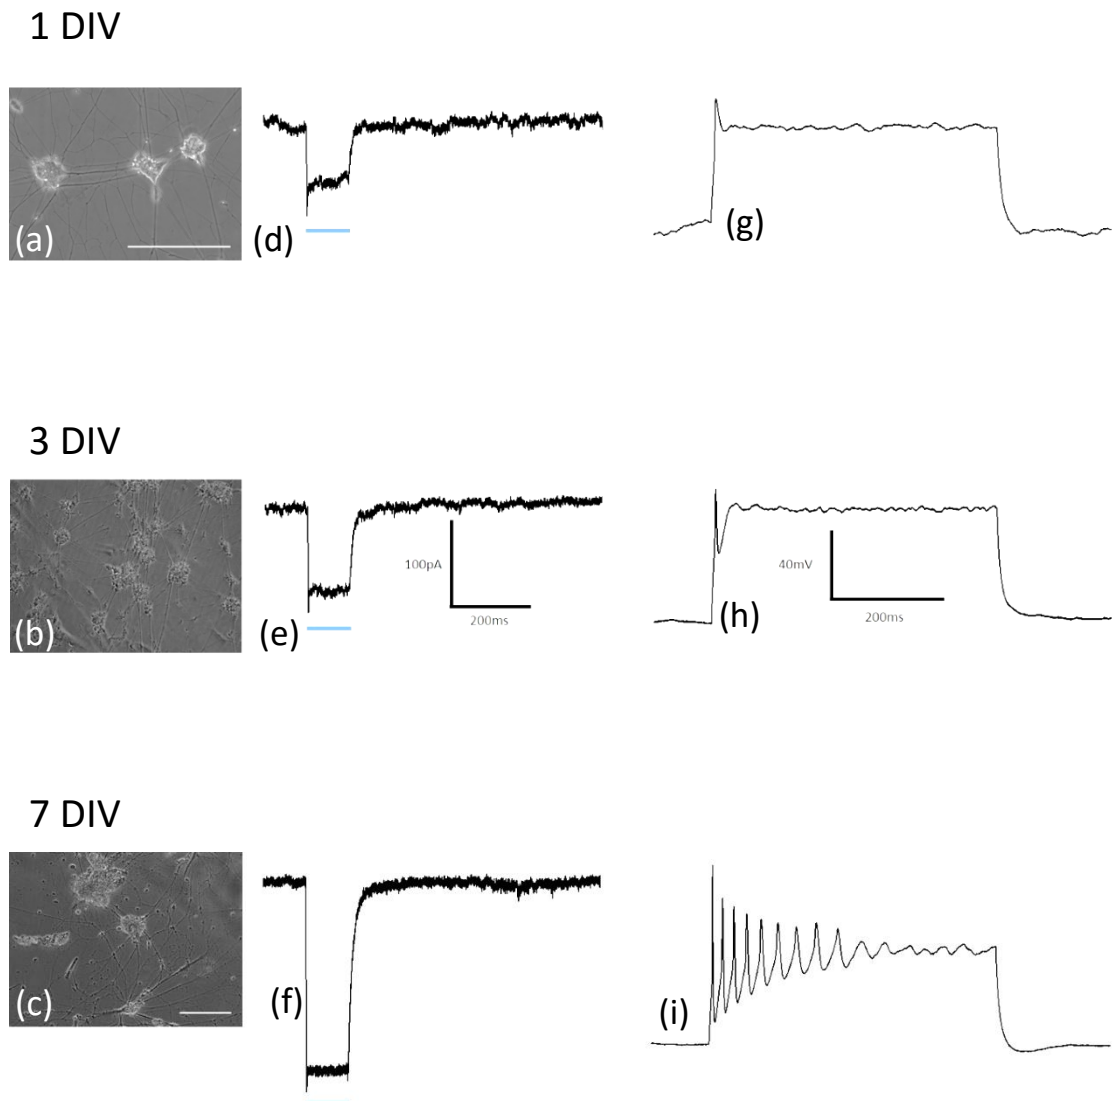 1 DIV
(a)
(d)
(g)
3 DIV
100pA
200ms
40mV
200ms
(b)
(e)
(h)
7 DIV
(c)
(f)
(i)